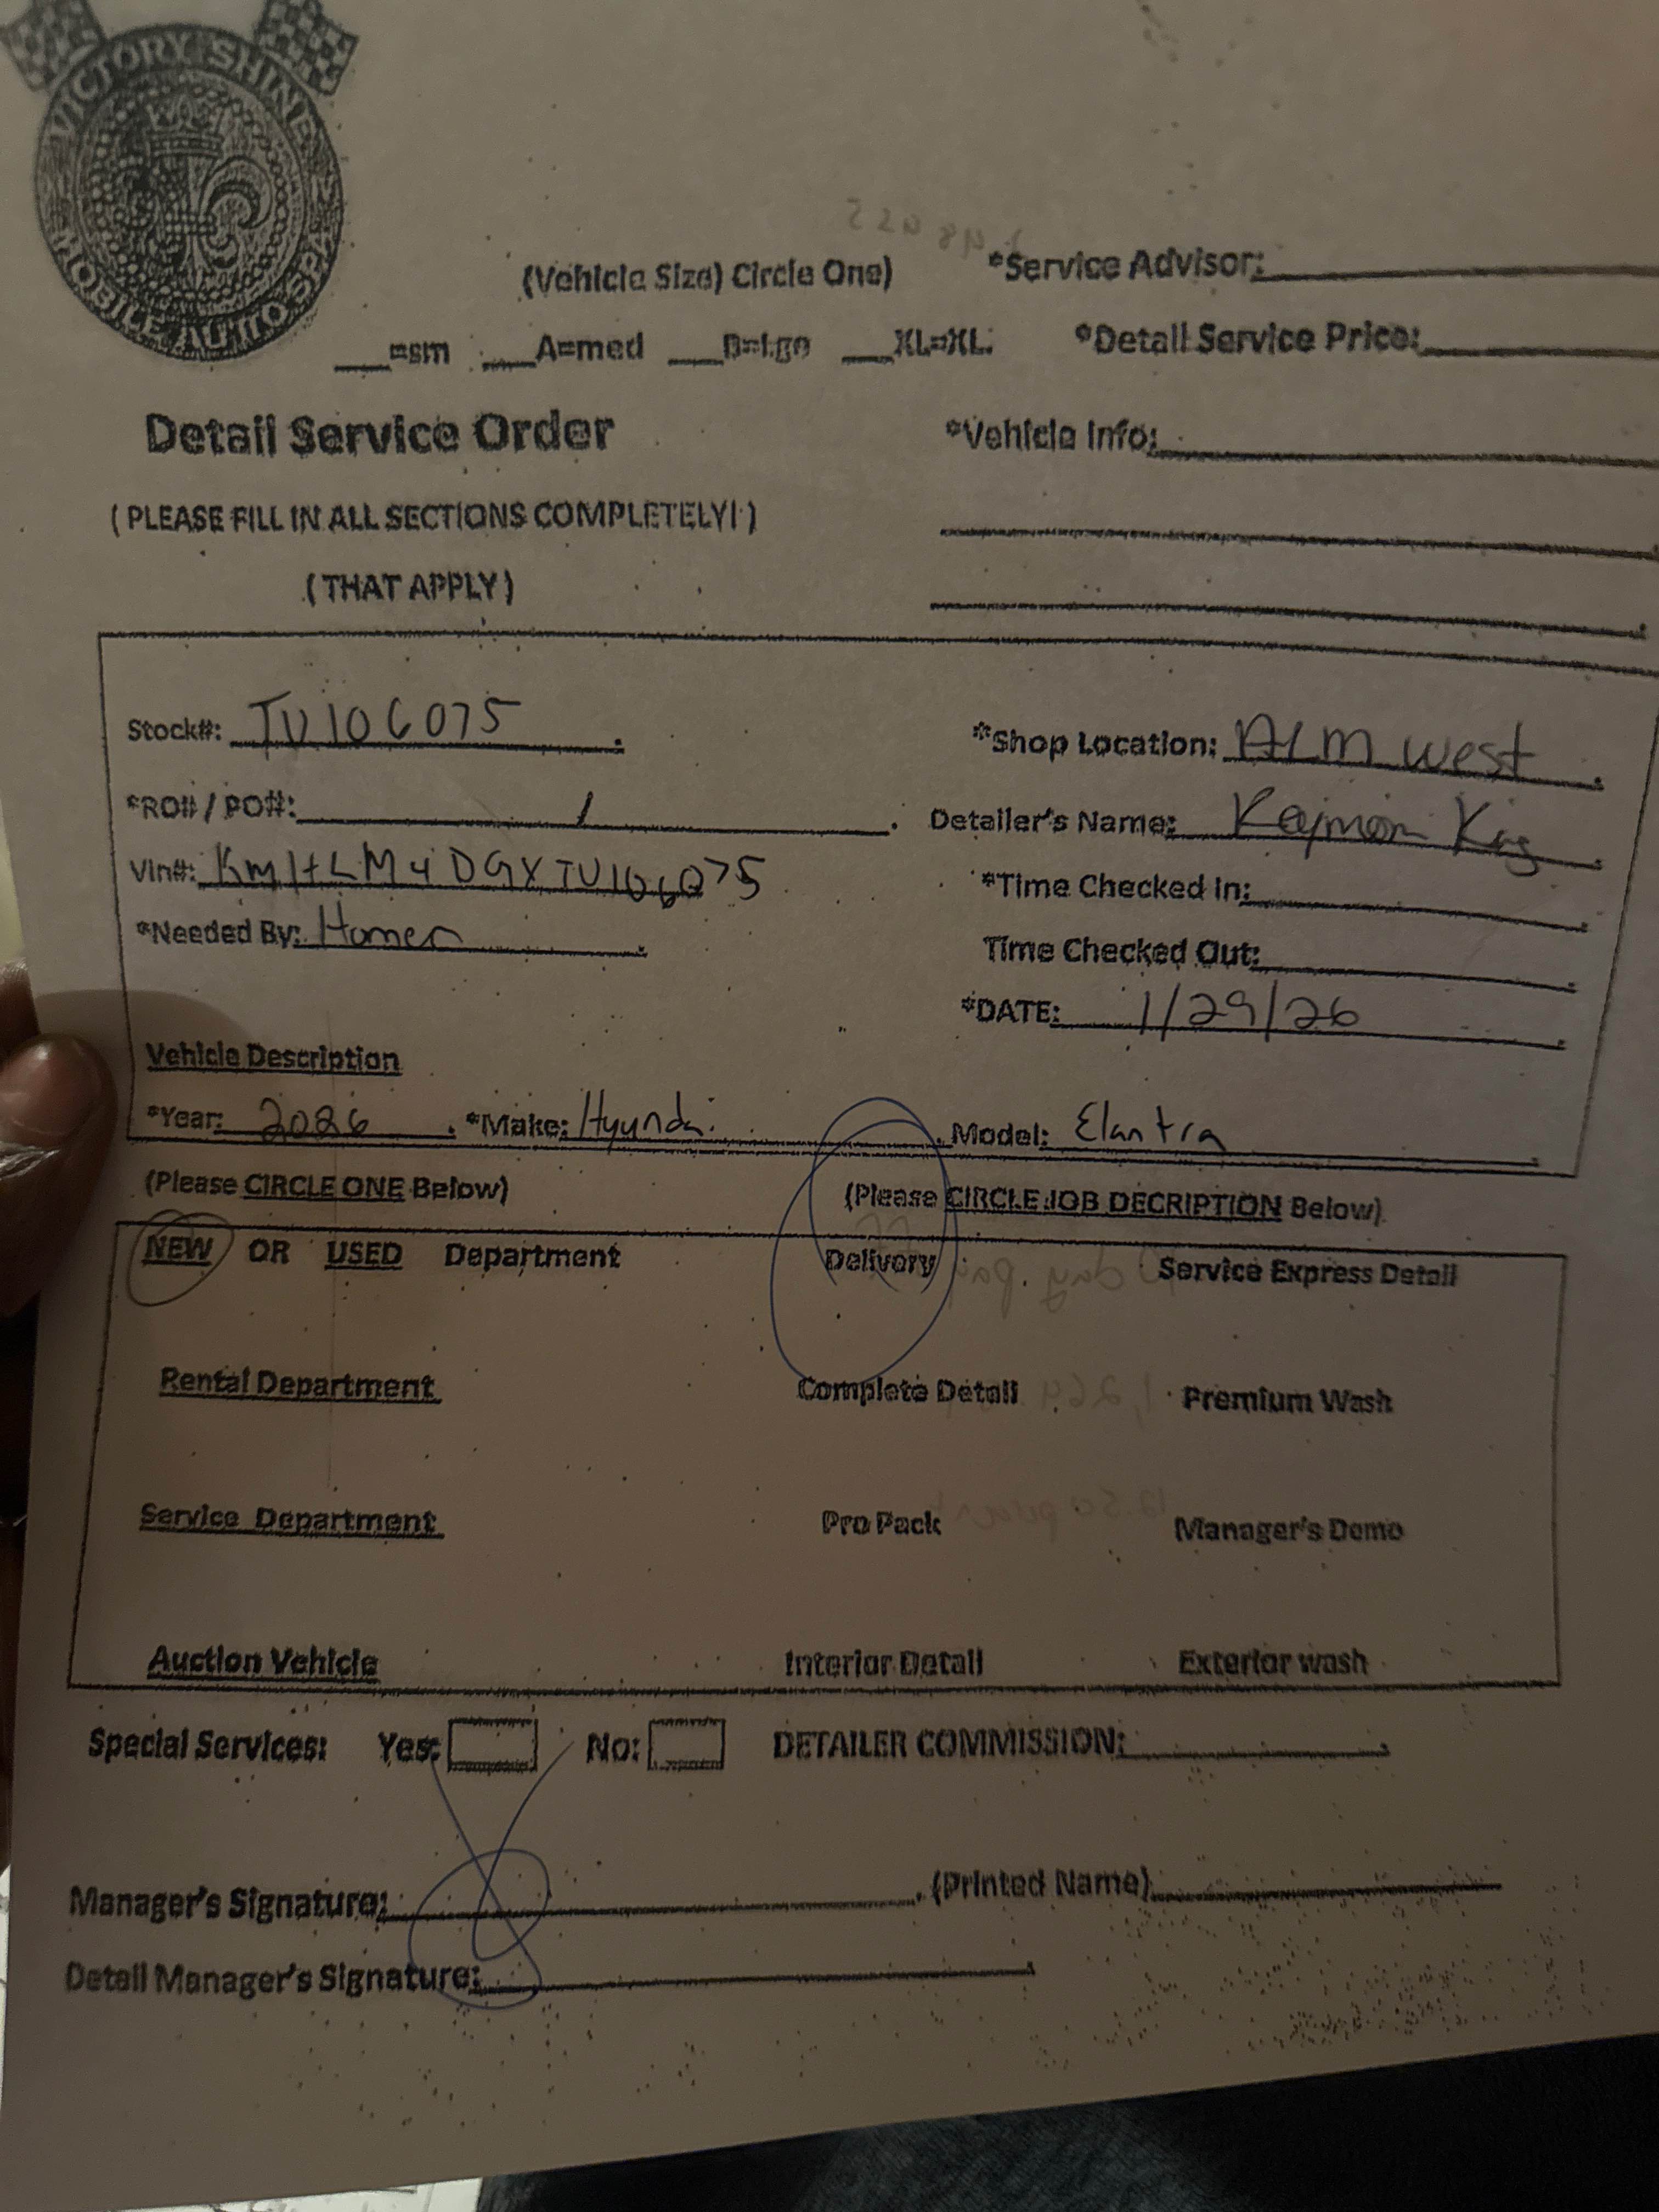 VICTORY SHINE MOBILE AUTO SPA
(Vehicle Size) Circle One) *Service Advisor:
=sm A=med B=Lge XL=XL. *Detail Service Price:
Detail Service Order *Vehicle Info:
(PLEASE FILL IN ALL SECTIONS COMPLETELY!)
(THAT APPLY)
Stock#: TU106075. *Shop Location: ALM West.
*RO# / PO#: /. Detailer's Name: King.
Vin#: KMHLM4DGXTU106075 *Time Checked In:
*Needed By: Homer. Time Checked Out:
*DATE: 1/29/26.
Vehicle Description
*Year: 2026. *Make: Hyundai. Model: Elantra.
(Please CIRCLE ONE Below) (Please CIRCLE JOB DECRIPTION Below)
NEW OR USED Department Delivery Service Express Detail
Rental Department Complete Detail Premium Wash
Service Department Pro Pack Manager's Demo
Auction Vehicle Interior Detail Exterior wash
Special Services: Yes: No: DETAILER COMMISSION:
Manager's Signature: . (Printed Name)
Detail Manager's Signature: